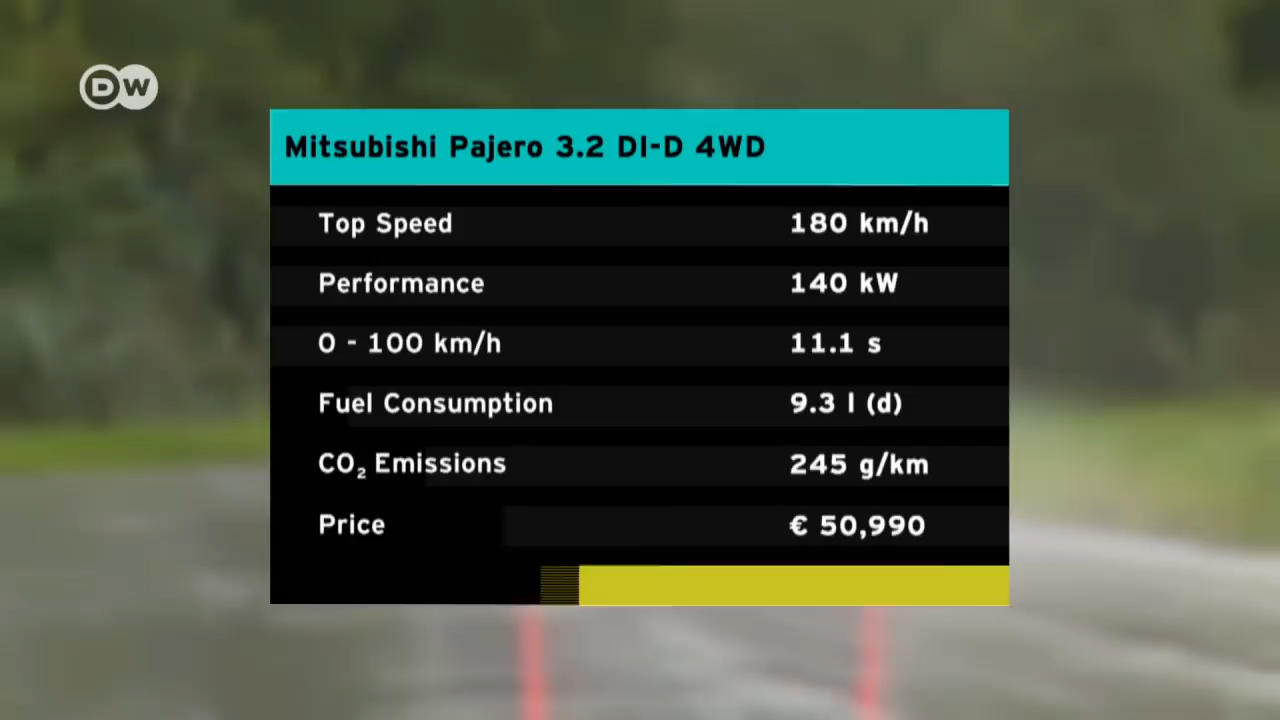 DW
Mitsubishi Pajero 3.2 DI-D 4WD
Top Speed 180 km/h
Performance 140 kW
0 - 100 km/h 11.1 s
Fuel Consumption 9.3 l (d)
CO₂ Emissions 245 g/km
Price € 50,990